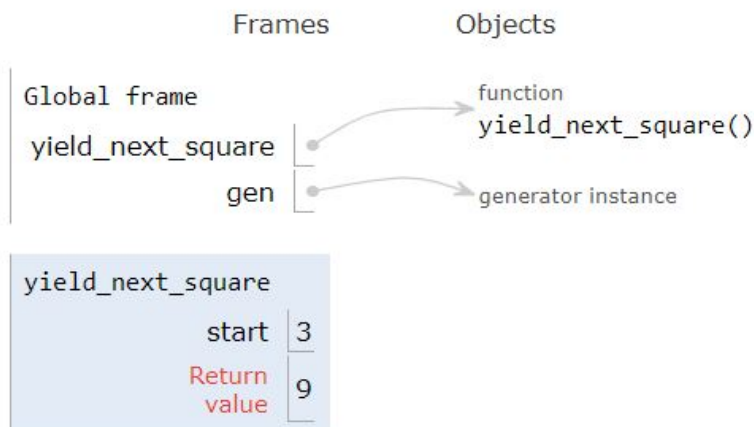 Frames Objects
Global frame
function
yield_next_square
yield_next_square()
gen
generator instance
yield_next_square
start 3
Return
value 9